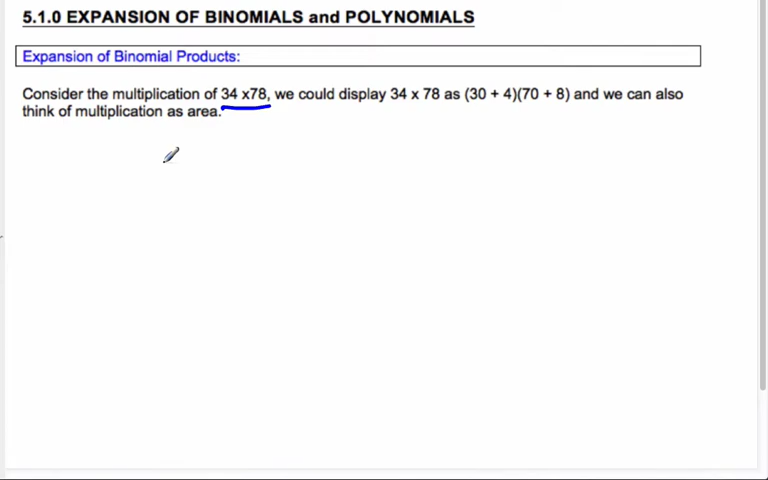 5.1.0 EXPANSION OF BINOMIALS and POLYNOMIALS
Expansion of Binomial Products:
Consider the multiplication of 34 x78, we could display 34 x 78 as (30 + 4)(70 + 8) and we can also
think of multiplication as area.